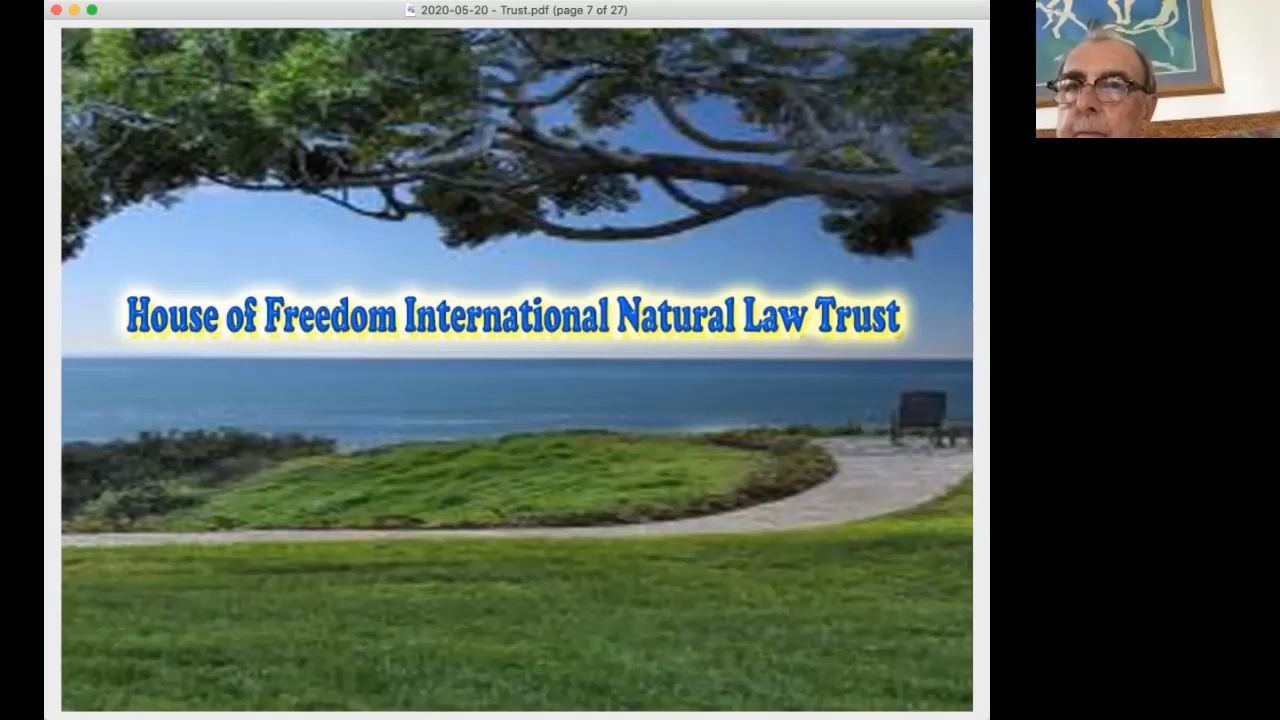 2020-05-20 - Trust.pdf (page 7 of 27)
House of Freedom International Natural Law Trust